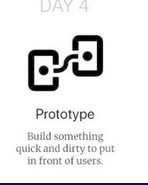 DAY 4
Prototype
Build something
quick and dirty to put
in front of users.